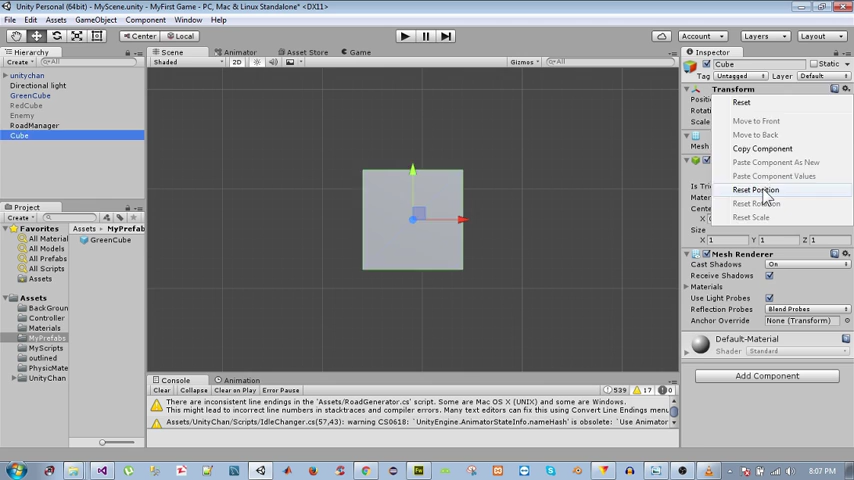 Unity Personal (64bit) - MyScene.unity - MyFirst Game - PC, Mac & Linux Standalone* <DX11>
File Edit Assets GameObject Component Window Help
Center Local Account Layers Layout
Hierarchy
Create All
unitychan
Directional light
GreenCube
RedCube
Enemy
RoadManager
Cube
Scene Animator Asset Store Game
Shaded 2D Gizmos All
Inspector
Cube Static
Tag Untagged Layer Default
Transform
Positi
Rotati
Scale
Mesh
Is Trig
Mater
Cente
X
Size
X 1 Y 1 Z 1
Reset
Move to Front
Move to Back
Copy Component
Paste Component As New
Paste Component Values
Reset Position
Reset Rotation
Reset Scale
Mesh Renderer
Cast Shadows On
Receive Shadows
Materials
Use Light Probes
Reflection Probes Blend Probes
Anchor Override None (Transform)
Default-Material
Shader Standard
Add Component
Project
Create
Favorites
All Material
All Models
All Prefabs
All Scripts
Assets
Assets
BackGroun
Controller
Materials
MyPrefabs
MyScripts
outlined
PhysicMate
UnityChan
Assets MyPrefab
GreenCube
Console Animation
Clear Collapse Clear on Play Error Pause 539 17 0
There are inconsistent line endings in the 'Assets/RoadGenerator.cs' script. Some are Mac OS X (UNIX) and some are Windows.
This might lead to incorrect line numbers in stacktraces and compiler errors. Many text editors can fix this using Convert Line Endings menu
Assets/UnityChan/Scripts/IdleChanger.cs(57,43): warning CS0618: `UnityEngine.AnimatorStateInfo.nameHash' is obsolete: `Use Animator
8:07 PM